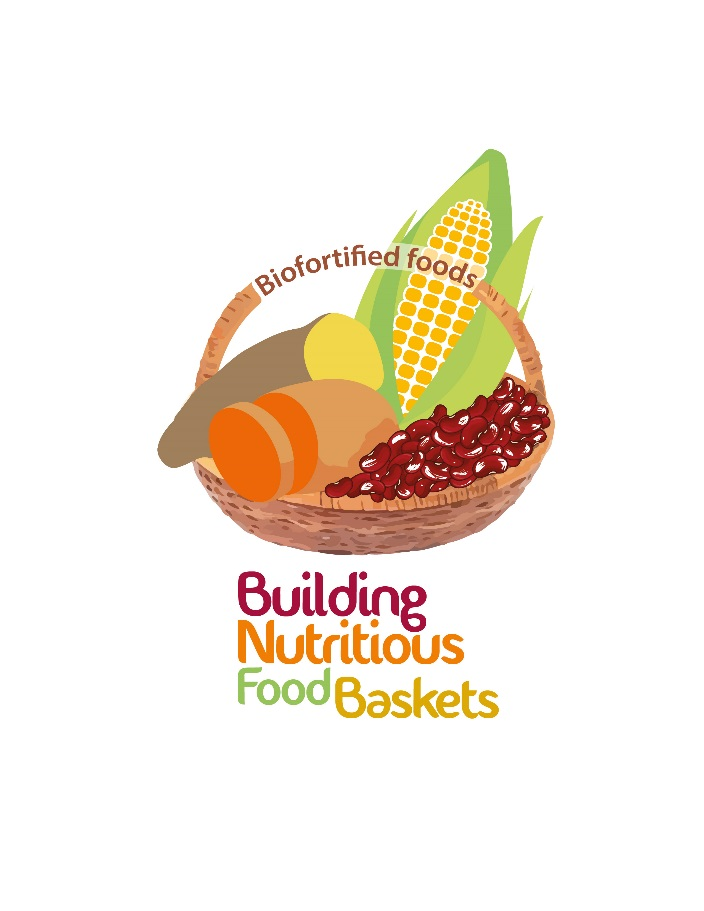 Biofortified foods
Building
Nutritious
Food Baskets